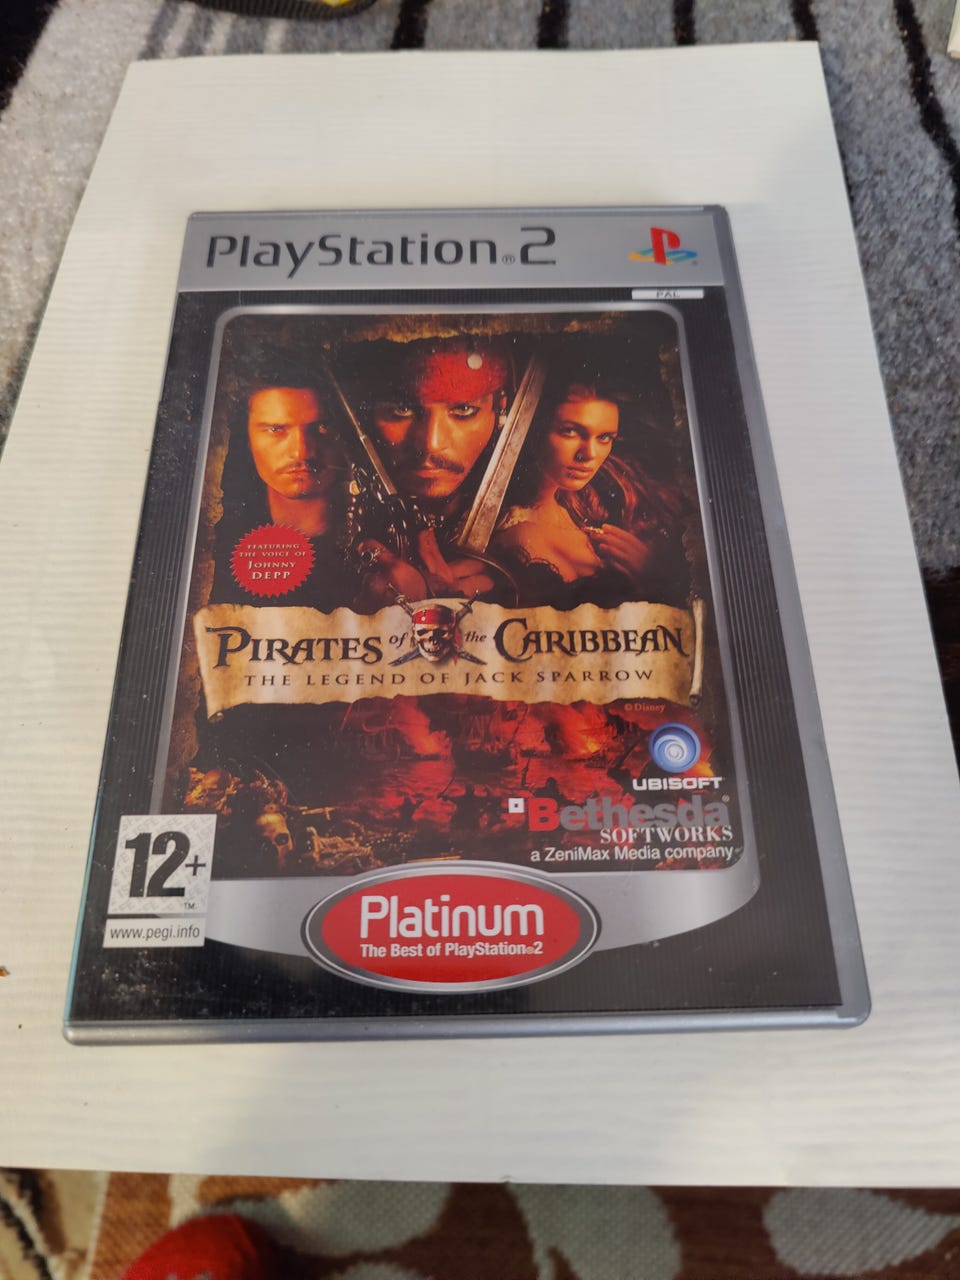 PlayStation®2
PAL
FEATURING
THE VOICE OF
JOHNNY
DEPP
PIRATES of the CARIBBEAN
THE LEGEND OF JACK SPARROW
© Disney
UBISOFT
Bethesda®
SOFTWORKS
a ZeniMax Media company
12+
TM
www.pegi.info
Platinum
The Best of PlayStation®2